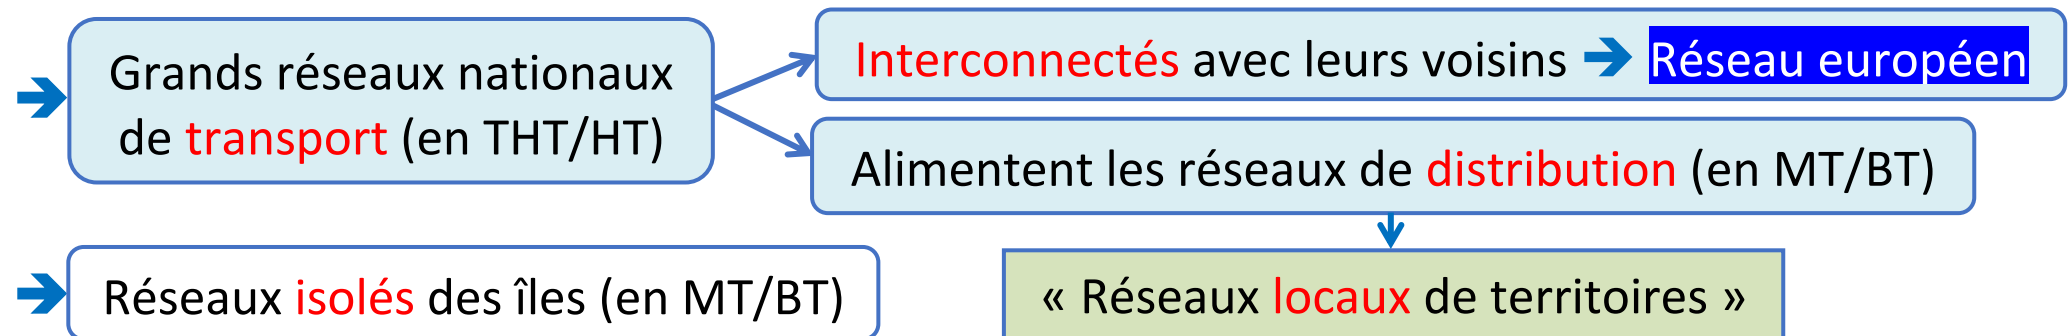 Grands réseaux nationaux
de transport (en THT/HT)
Interconnectés avec leurs voisins ➔ Réseau européen
Alimentent les réseaux de distribution (en MT/BT)
Réseaux isolés des îles (en MT/BT)
« Réseaux locaux de territoires »